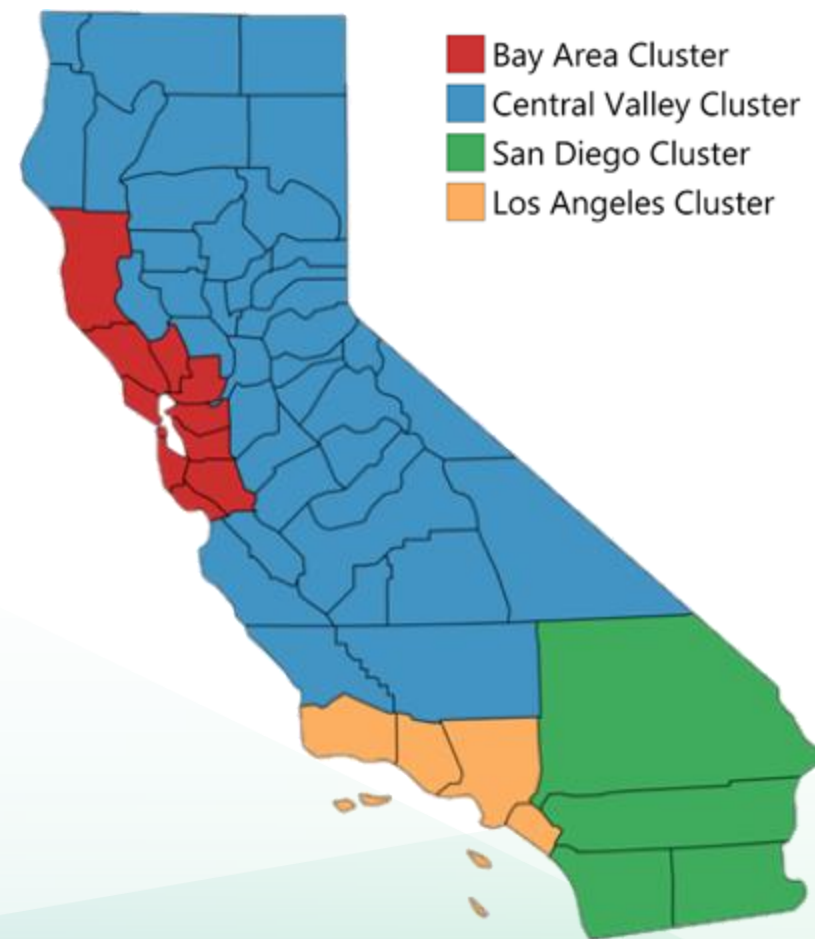 Bay Area Cluster
Central Valley Cluster
San Diego Cluster
Los Angeles Cluster